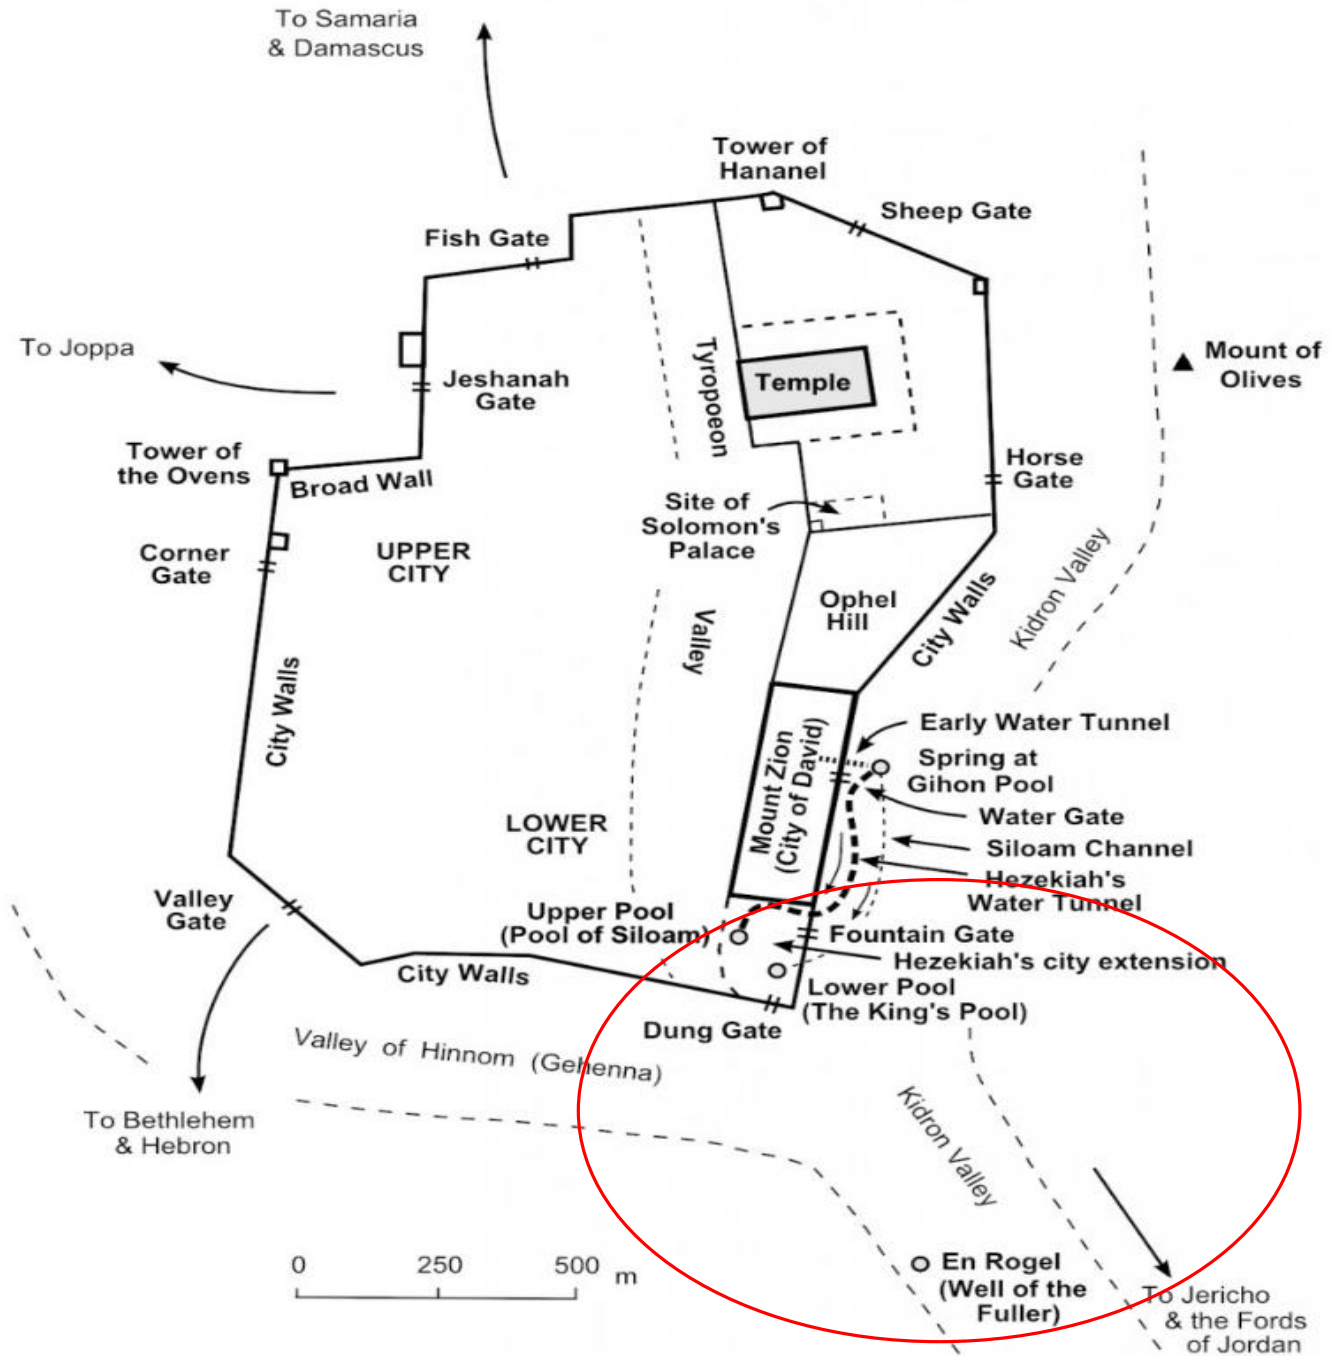 To Samaria
& Damascus
Tower of
Hananel
Sheep Gate
Fish Gate
To Joppa
Jeshanah
Gate
Tyropoeon
Temple
Mount of
Olives
Tower of
the Ovens
Broad Wall
Horse
Gate
Site of
Solomon's
Palace
Corner
Gate
UPPER
CITY
Ophel
Hill
City Walls
Kidron Valley
Valley
City Walls
Early Water Tunnel
Spring at
Gihon Pool
Mount Zion
(City of David)
Water Gate
LOWER
CITY
Siloam Channel
Hezekiah's
Water Tunnel
Valley
Gate
Upper Pool
(Pool of Siloam)
Fountain Gate
Hezekiah's city extension
City Walls
Lower Pool
(The King's Pool)
Dung Gate
Valley of Hinnom (Gehenna)
Kidron Valley
To Bethlehem
& Hebron
0 250 500 m
En Rogel
(Well of the
Fuller)
To Jericho
& the Fords
of Jordan